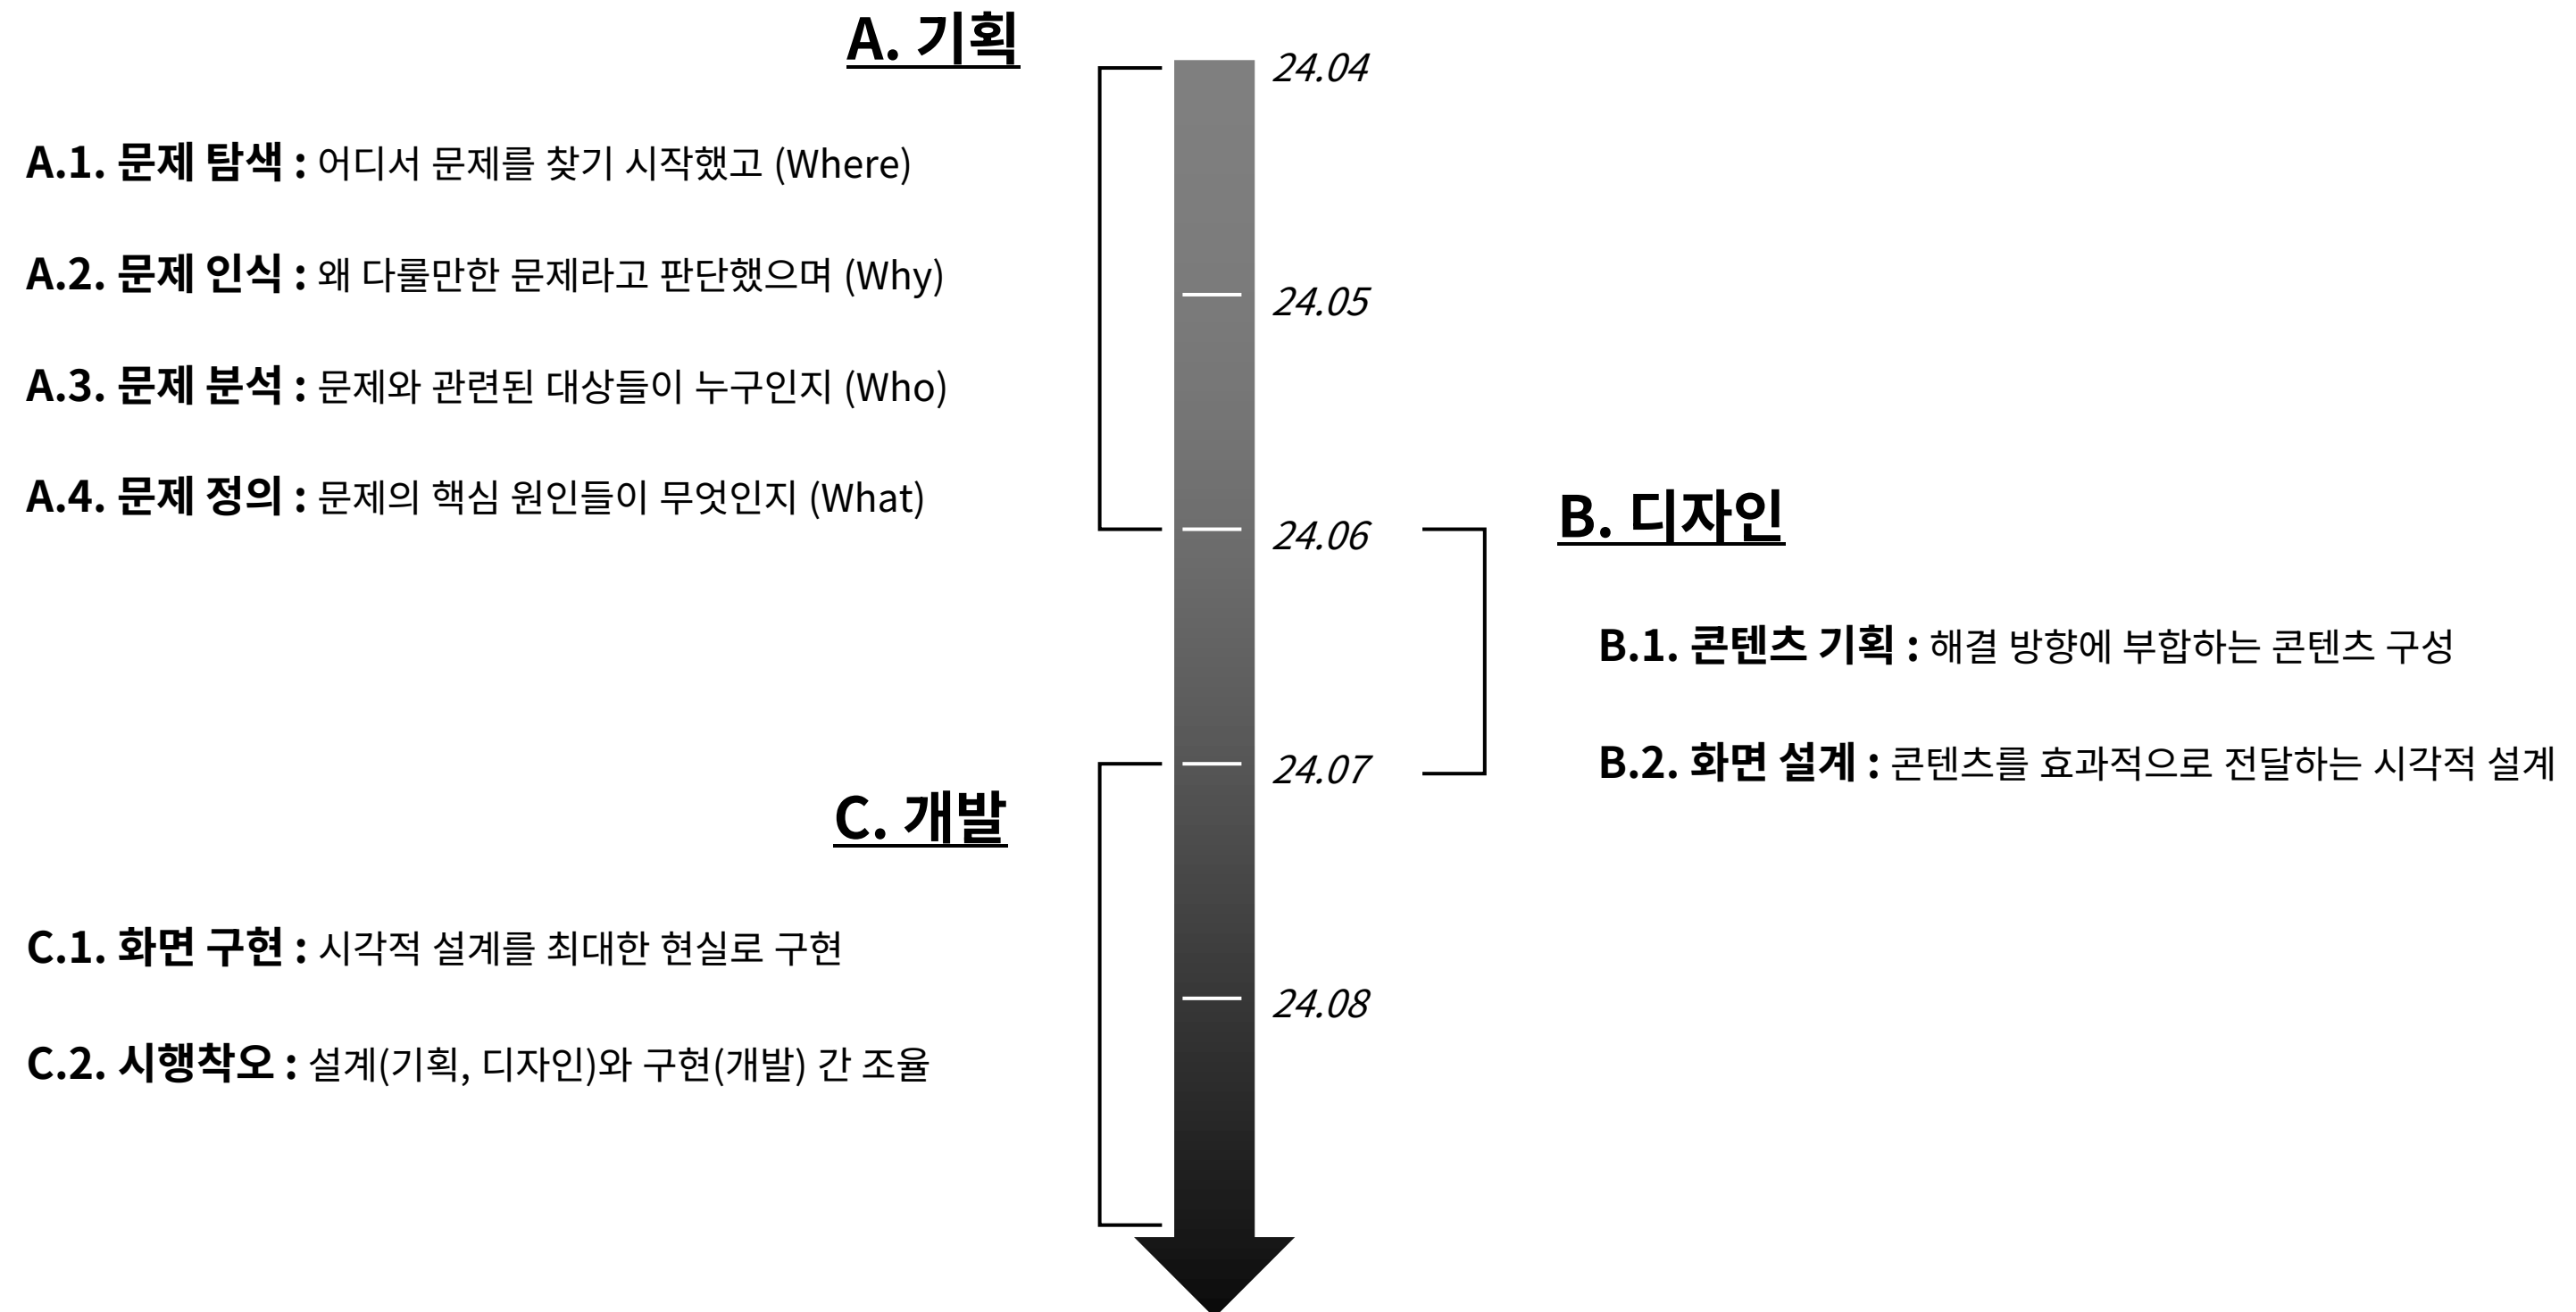 A. 기획
A.1. 문제 탐색 : 어디서 문제를 찾기 시작했고 (Where)
A.2. 문제 인식 : 왜 다룰만한 문제라고 판단했으며 (Why)
A.3. 문제 분석 : 문제와 관련된 대상들이 누구인지 (Who)
A.4. 문제 정의 : 문제의 핵심 원인들이 무엇인지 (What)
24.04
24.05
24.06
24.07
24.08
B. 디자인
B.1. 콘텐츠 기획 : 해결 방향에 부합하는 콘텐츠 구성
B.2. 화면 설계 : 콘텐츠를 효과적으로 전달하는 시각적 설계
C. 개발
C.1. 화면 구현 : 시각적 설계를 최대한 현실로 구현
C.2. 시행착오 : 설계(기획, 디자인)와 구현(개발) 간 조율